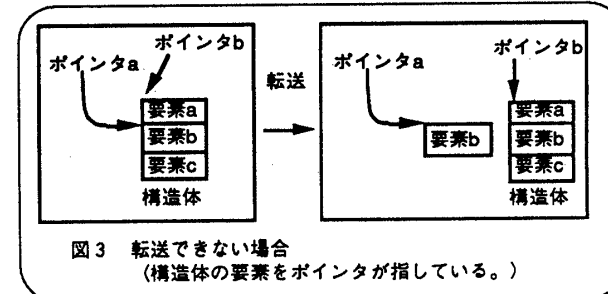 ポインタb
ポインタa
要素a
要素b
要素c
構造体
転送
ポインタb
ポインタa
要素b
要素a
要素b
要素c
構造体
図3 転送できない場合
(構造体の要素をポインタが指している。)